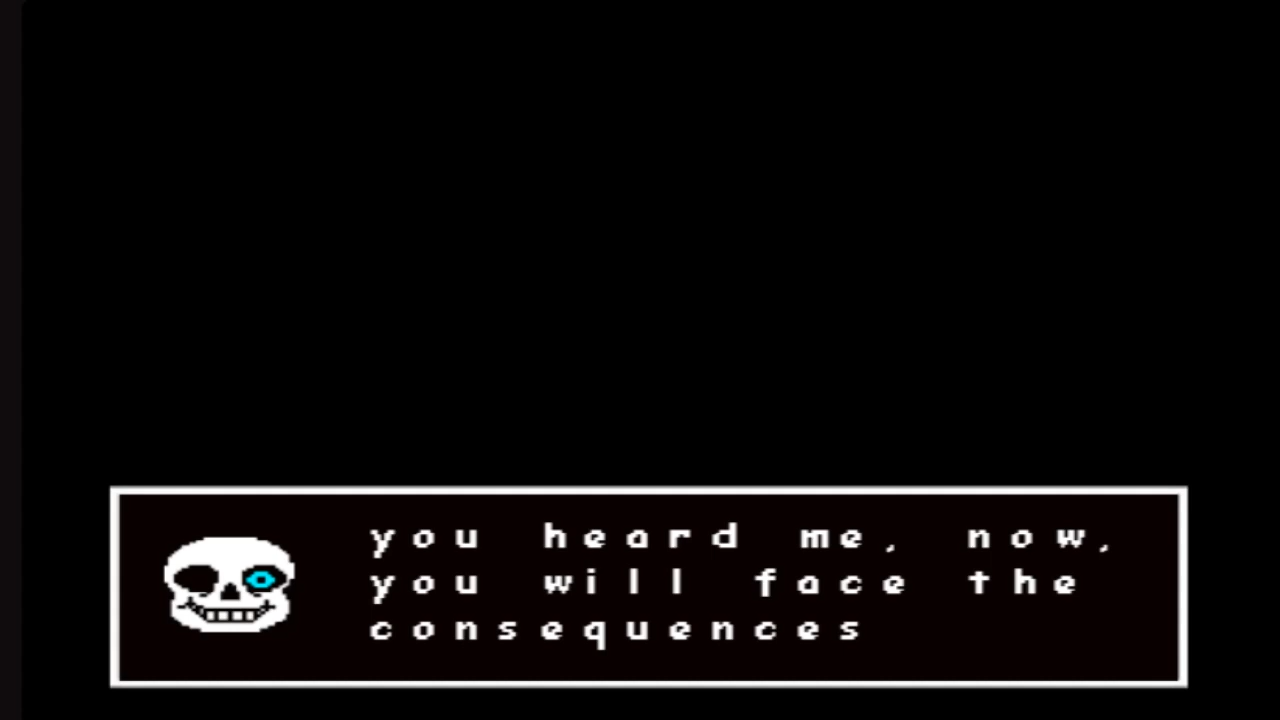 you heard me, now,
you will face the
consequences